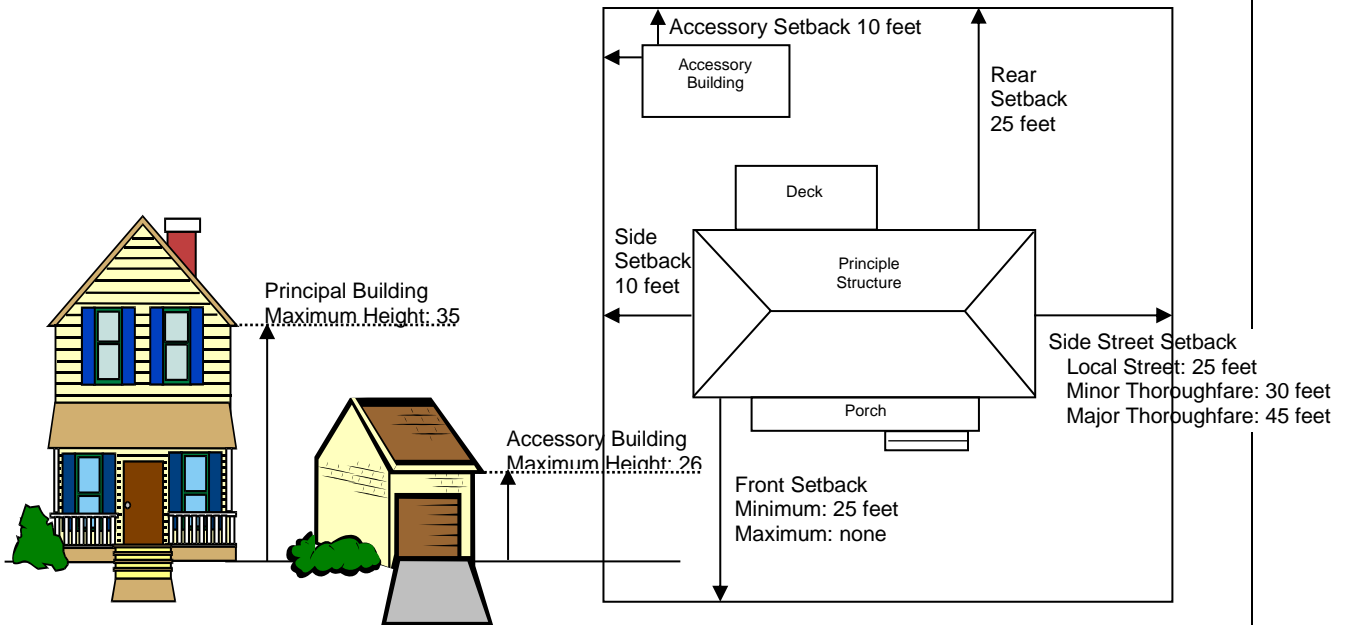 Accessory Setback 10 feet
Accessory
Building
Rear
Setback
25 feet
Deck
Side
Setback
10 feet
Principle
Structure
Principal Building
Maximum Height: 35
Side Street Setback
Local Street: 25 feet
Minor Thoroughfare: 30 feet
Major Thoroughfare: 45 feet
Porch
Accessory Building
Maximum Height: 26
Front Setback
Minimum: 25 feet
Maximum: none